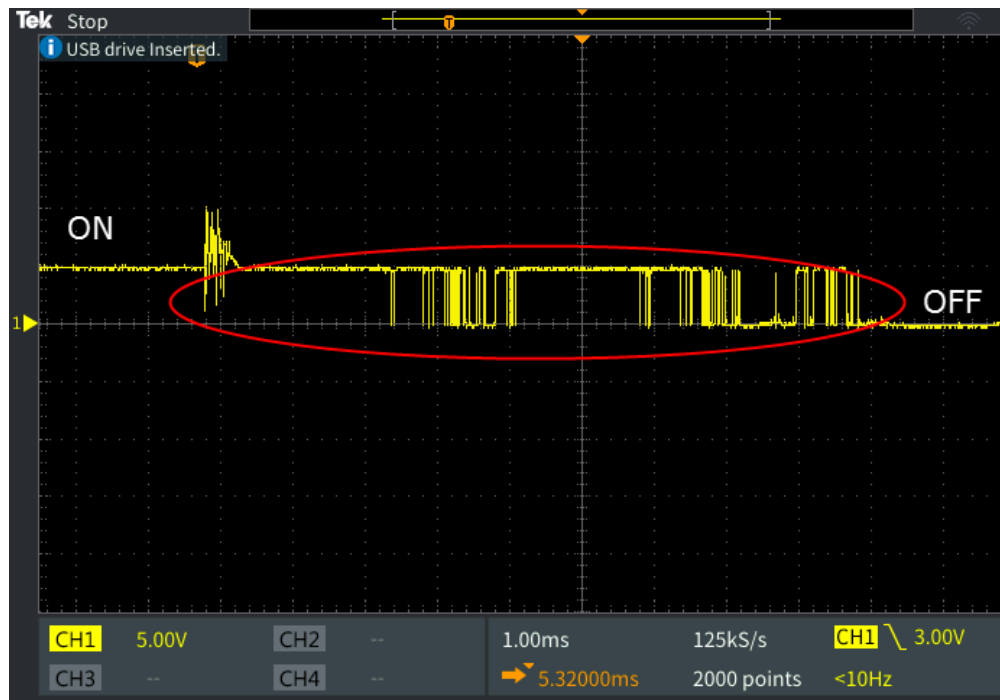 Tek Stop
T
i USB drive Inserted.
T
ON
OFF
1
CH1 5.00V CH2 -- 1.00ms 125kS/s CH1 3.00V
CH3 -- CH4 -- 5.32000ms 2000 points <10Hz